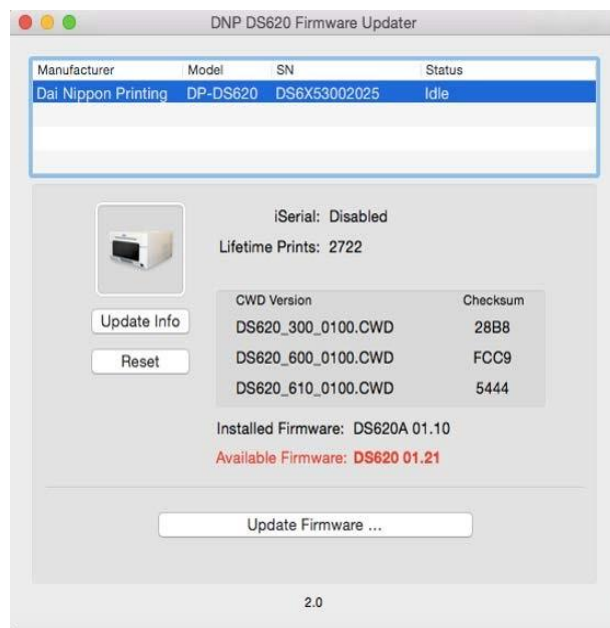 DNP DS620 Firmware Updater
Manufacturer Model SN Status
Dai Nippon Printing DP-DS620 DS6X53002025 Idle
iSerial: Disabled
Lifetime Prints: 2722
CWD Version Checksum
Update Info
DS620_300_0100.CWD 28B8
Reset
DS620_600_0100.CWD FCC9
DS620_610_0100.CWD 5444
Installed Firmware: DS620A 01.10
Available Firmware: DS620 01.21
Update Firmware ...
2.0